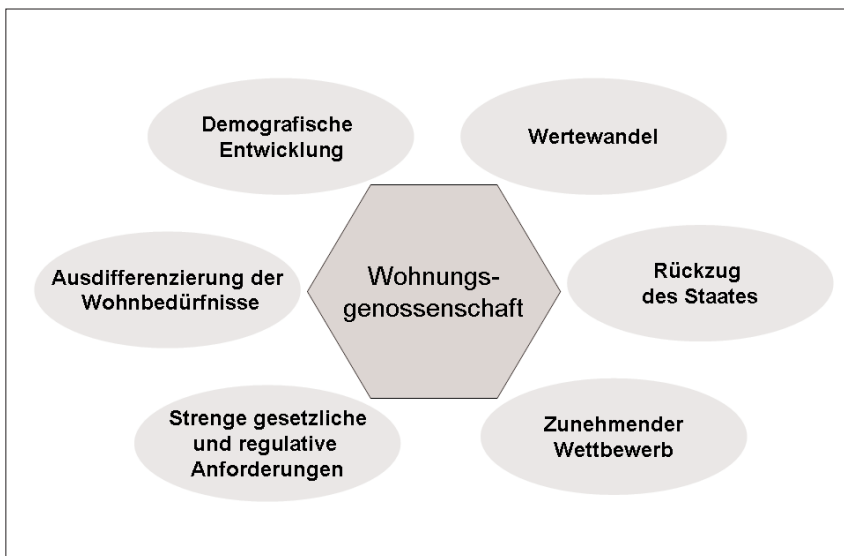 Demografische
Entwicklung
Wertewandel
Ausdifferenzierung der
Wohnbedürfnisse
Wohnungs-
genossenschaft
Rückzug
des Staates
Strenge gesetzliche
und regulative
Anforderungen
Zunehmender
Wettbewerb